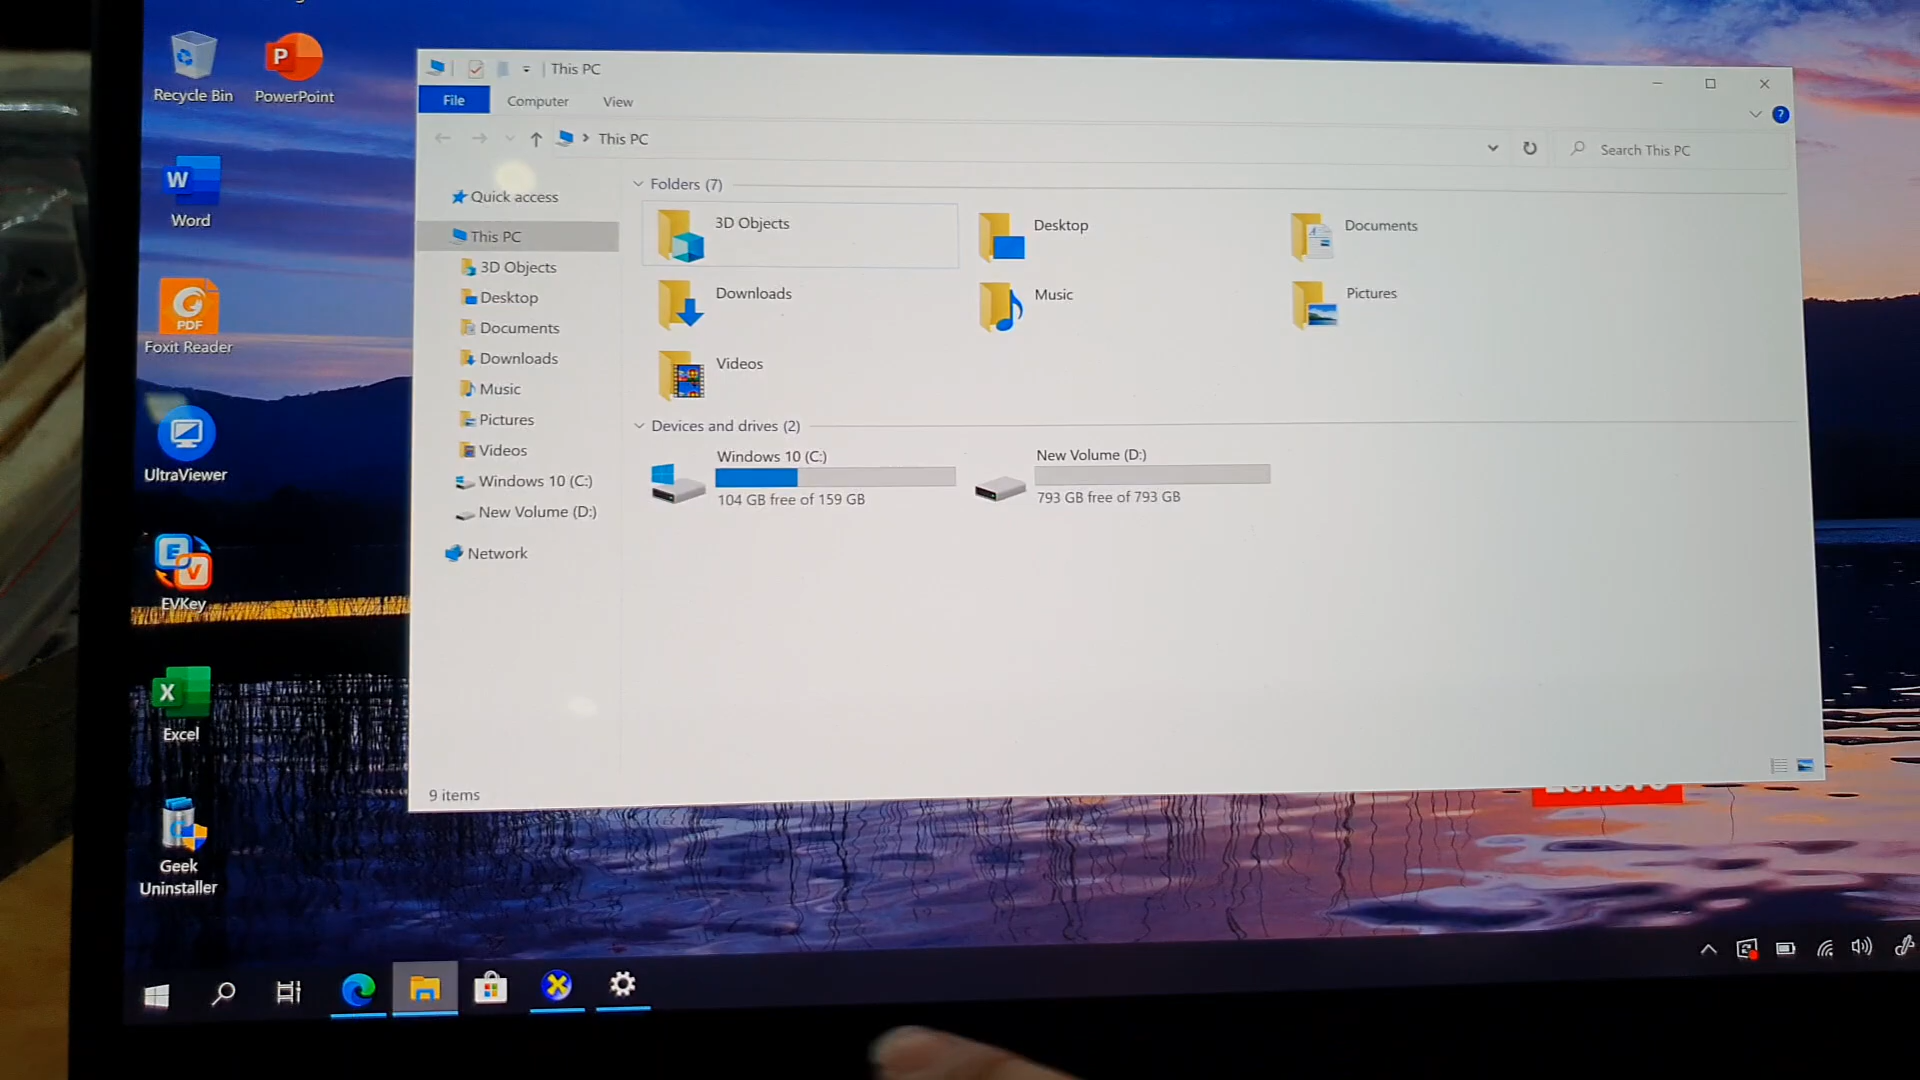 Recycle Bin
PowerPoint
Word
Foxit Reader
UltraViewer
EVKey
Excel
Geek
Uninstaller
This PC
File
Computer
View
This PC
Search This PC
Quick access
This PC
3D Objects
Desktop
Documents
Downloads
Music
Pictures
Videos
Windows 10 (C:)
New Volume (D:)
Network
Folders (7)
3D Objects
Desktop
Documents
Downloads
Music
Pictures
Videos
Devices and drives (2)
Windows 10 (C:)
104 GB free of 159 GB
New Volume (D:)
793 GB free of 793 GB
9 items
Lenovo